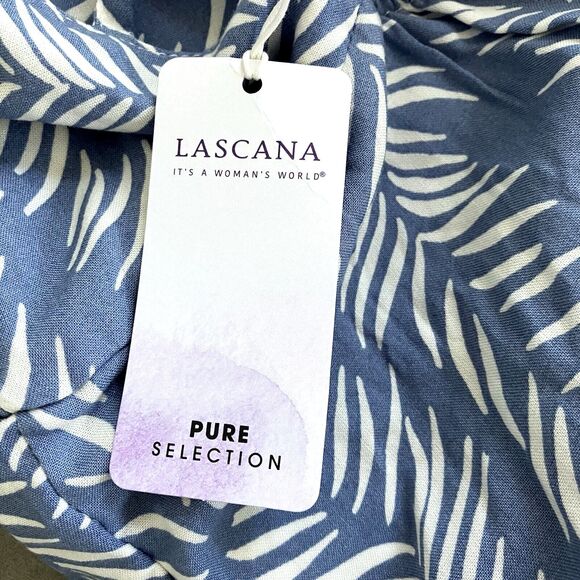 LASCANA
IT'S A WOMAN'S WORLD®
PURE
SELECTION